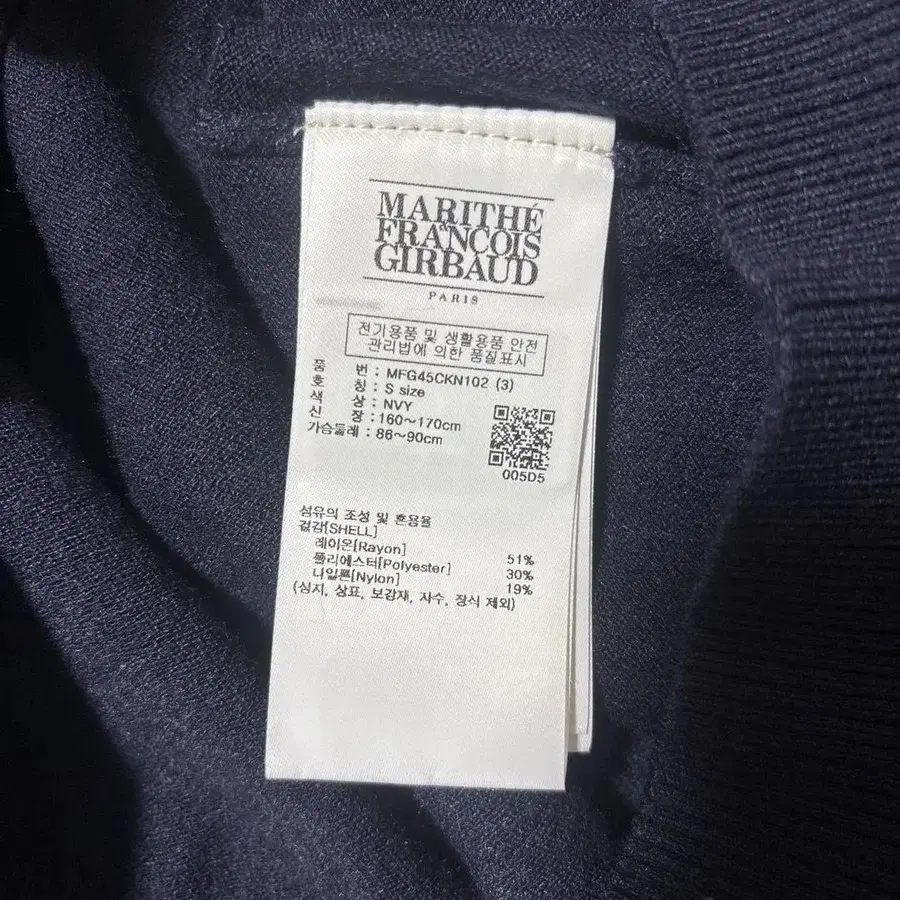 MARITHÉ
&
FRANÇOIS
GIRBAUD
PARIS
전기용품 및 생활용품 안전
관리법에 의한 품질표시
품 번 : MFG45CKN102 (3)
호 칭 : S size
색 상 : NVY
신 장 : 160~170cm
가슴둘레 : 86~90cm
005D5
섬유의 조성 및 혼용율
겉감[SHELL]
레이온[Rayon] 51%
폴리에스터[Polyester] 30%
나일론[Nylon] 19%
(심지, 상표, 보강재, 자수, 장식 제외)